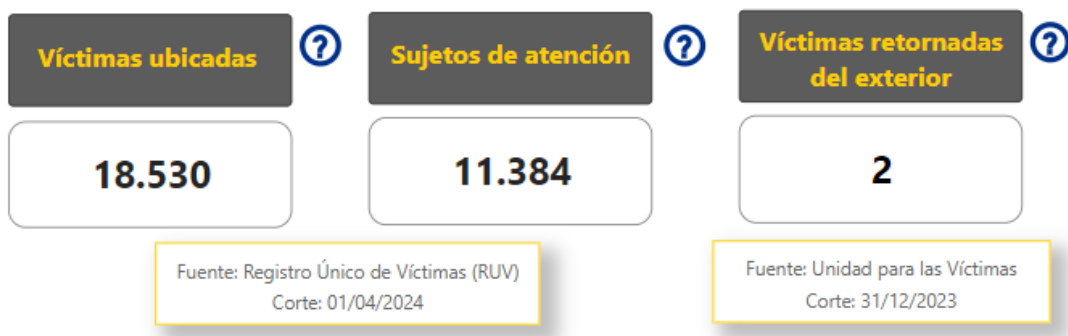 Víctimas ubicadas
?
Sujetos de atención
?
Víctimas retornadas
del exterior
?
18.530
11.384
2
Fuente: Registro Único de Víctimas (RUV)
Corte: 01/04/2024
Fuente: Unidad para las Víctimas
Corte: 31/12/2023